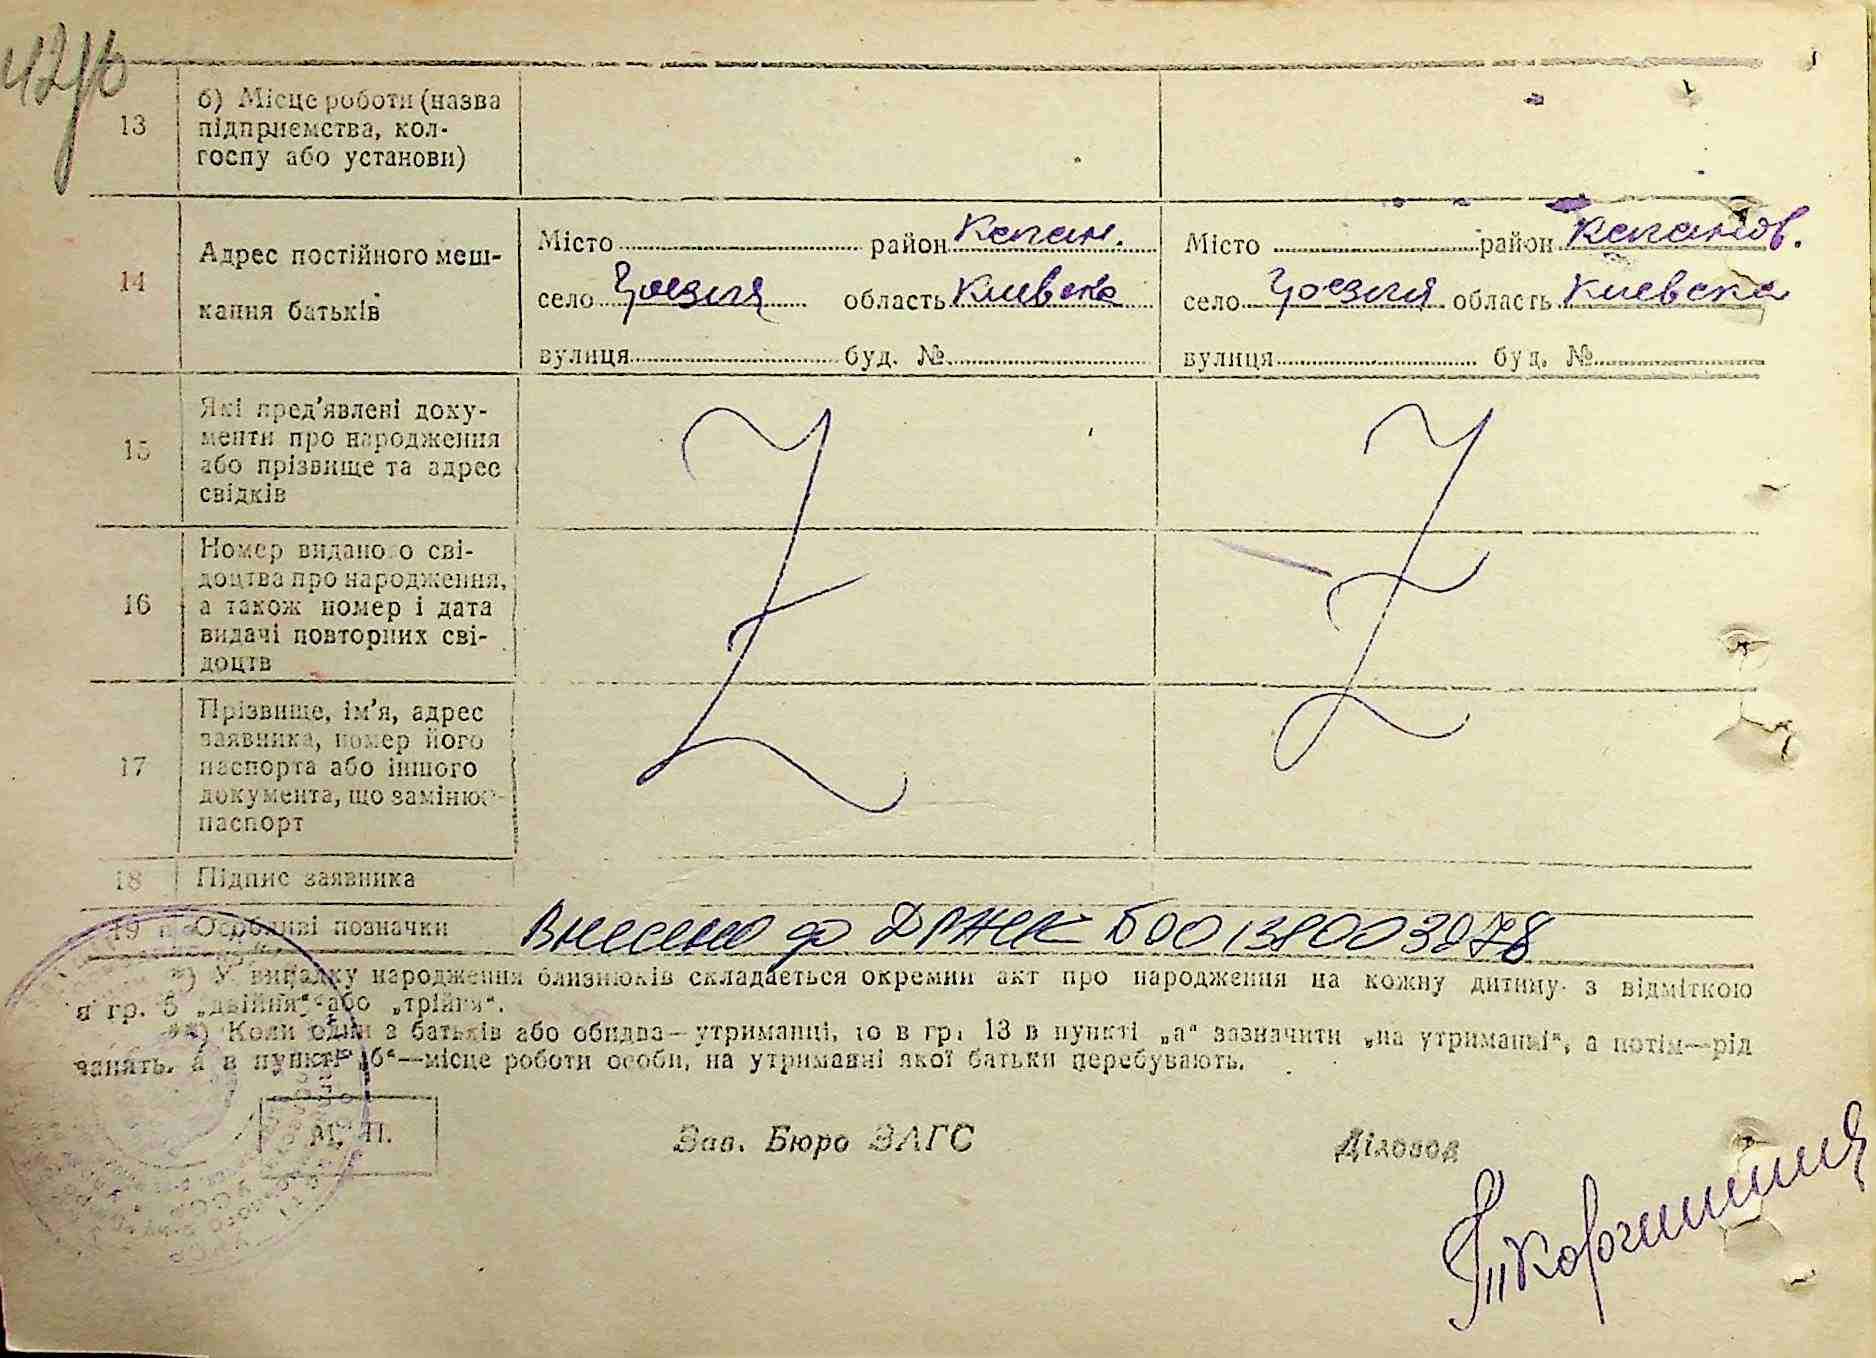 42
13
б) Місце роботи (назва
підприємства, кол-
госпу або установи)
14
Адрес постійного меш-
кання батьків
Місто район Каган.
село область Киевска
вулиця буд. №
Місто район Каганов.
село область Киевска
вулиця буд. №
15
Які пред'явлені доку-
менти про народження
або прізвище та адрес
свідків
16
Номер виданого сві-
доцтва про народження,
а також номер і дата
видачі повторних сві-
доцтв
17
Прізвище, ім'я, адрес
заявника, номер його
паспорта або іншого
документа, що замінює
паспорт
18 Підпис заявника
19 Особливі позначки Внесено до ДРАЦС
*) У випадку народження близнюків складається окремий акт про народження на кожну дитину з відміткою
в гр. 5 „двійня" або „трійня".
**) Коли один з батьків або обидва—утриманці, то в гр. 13 в пункті „а" зазначити „на утриманні", а потім—рід
занять, а в пункті „б"—місце роботи особи, на утриманні якої батьки перебувають.
М. П.
Зав. Бюро ЗАГС
Діловод